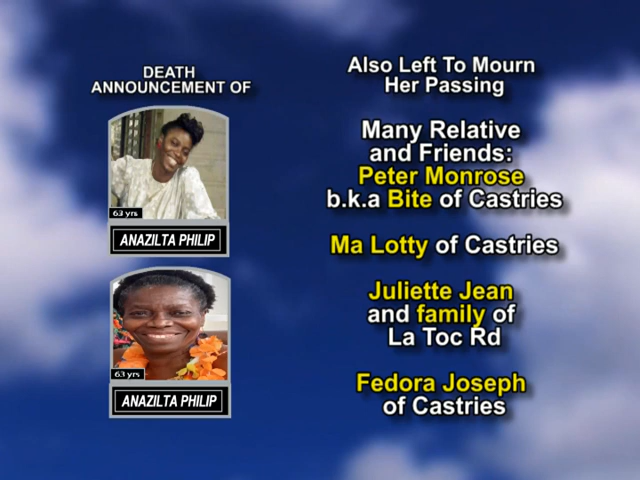 DEATH
ANNOUNCEMENT OF
63 yrs
ANAZILTA PHILIP
63 yrs
ANAZILTA PHILIP
Also Left To Mourn
Her Passing
Many Relative
and Friends:
Peter Monrose
b.k.a Bite of Castries
Ma Lotty of Castries
Juliette Jean
and family of
La Toc Rd
Fedora Joseph
of Castries